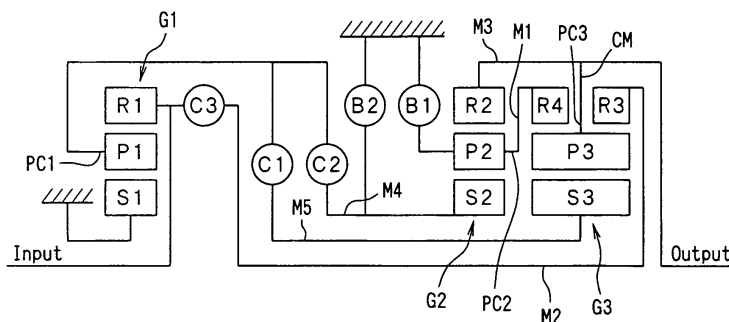 G1
M3
M1
PC3
CM
R1
C3
B2
B1
R2
R4
R3
P1
PC1
C1
C2
P2
P3
S1
M4
S2
S3
M5
Input
Output
G2
PC2
M2
G3